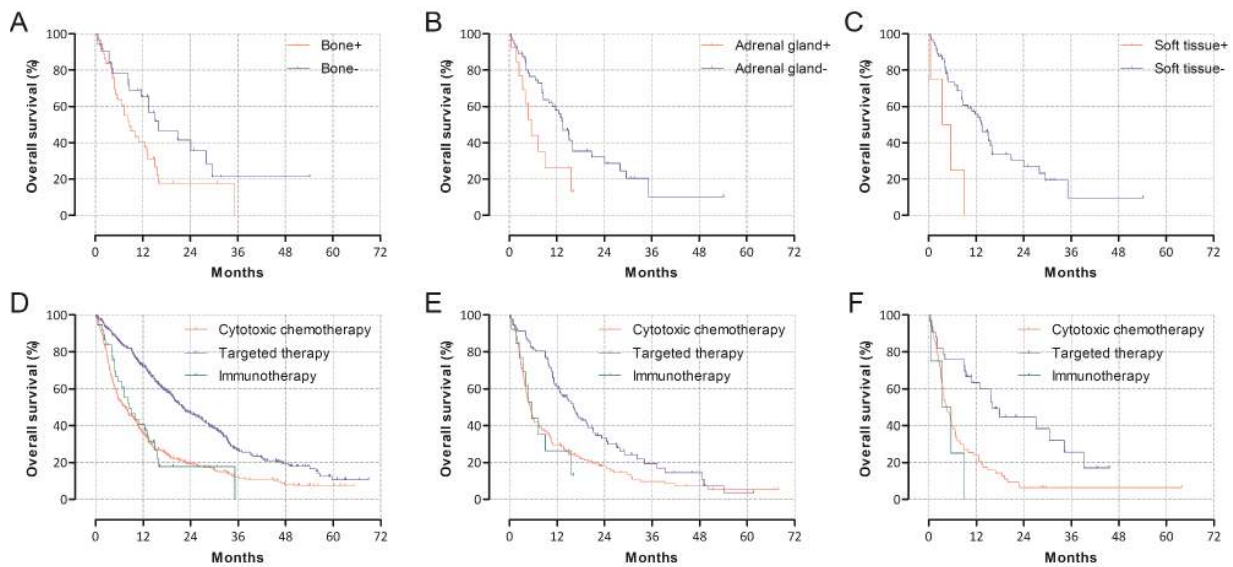 A
Overall survival (%)
100
80
60
40
20
0
Bone+
Bone-
0 12 24 36 48 60 72
Months
B
Overall survival (%)
100
80
60
40
20
0
Adrenal gland+
Adrenal gland-
0 12 24 36 48 60 72
Months
C
Overall survival (%)
100
80
60
40
20
0
Soft tissue+
Soft tissue-
0 12 24 36 48 60 72
Months
D
Overall survival (%)
100
80
60
40
20
0
Cytotoxic chemotherapy
Targeted therapy
Immunotherapy
0 12 24 36 48 60 72
Months
E
Overall survival (%)
100
80
60
40
20
0
Cytotoxic chemotherapy
Targeted therapy
Immunotherapy
0 12 24 36 48 60 72
Months
F
Overall survival (%)
100
80
60
40
20
0
Cytotoxic chemotherapy
Targeted therapy
Immunotherapy
0 12 24 36 48 60 72
Months